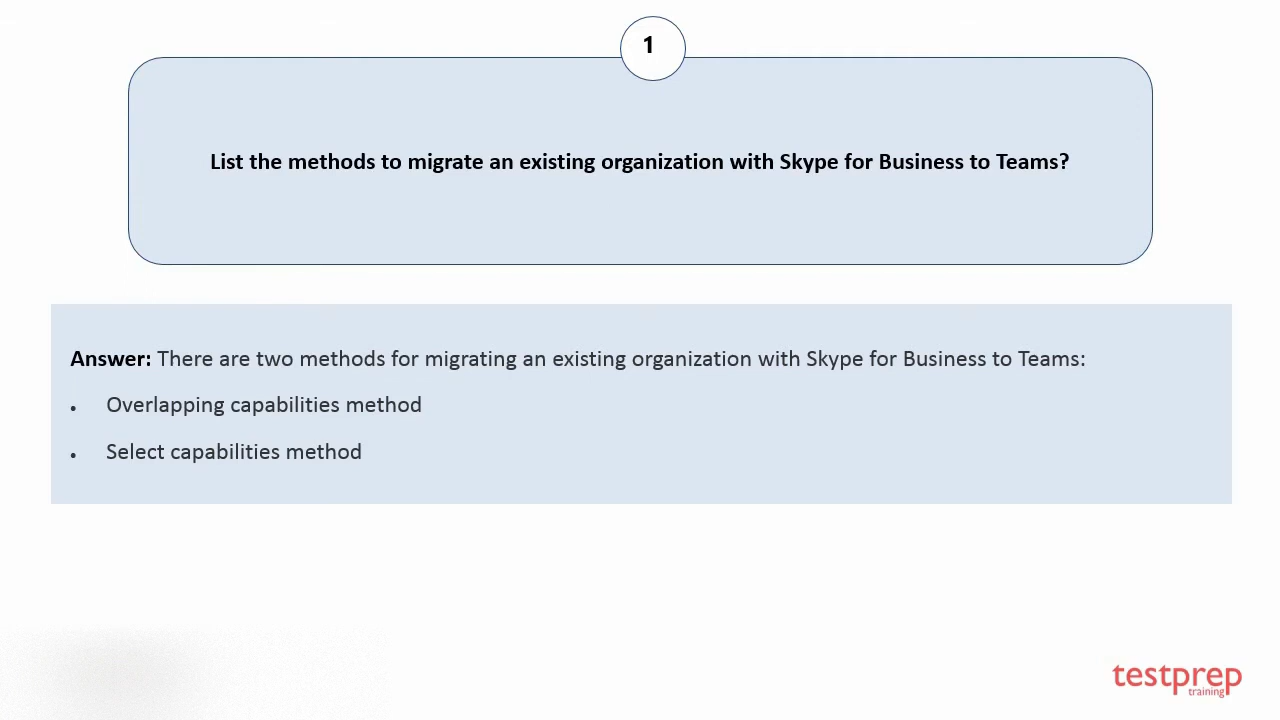 1
List the methods to migrate an existing organization with Skype for Business to Teams?
Answer: There are two methods for migrating an existing organization with Skype for Business to Teams:
• Overlapping capabilities method
• Select capabilities method
testprep
training